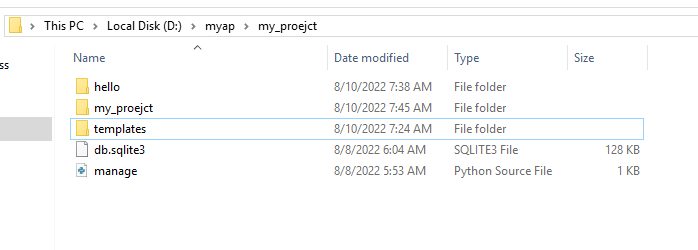 This PC > Local Disk (D:) > myap > my_proejct
ss
Name Date modified Type Size
hello 8/10/2022 7:38 AM File folder
my_proejct 8/10/2022 7:45 AM File folder
templates 8/10/2022 7:24 AM File folder
db.sqlite3 8/8/2022 6:04 AM SQLITE3 File 128 KB
manage 8/8/2022 5:53 AM Python Source File 1 KB